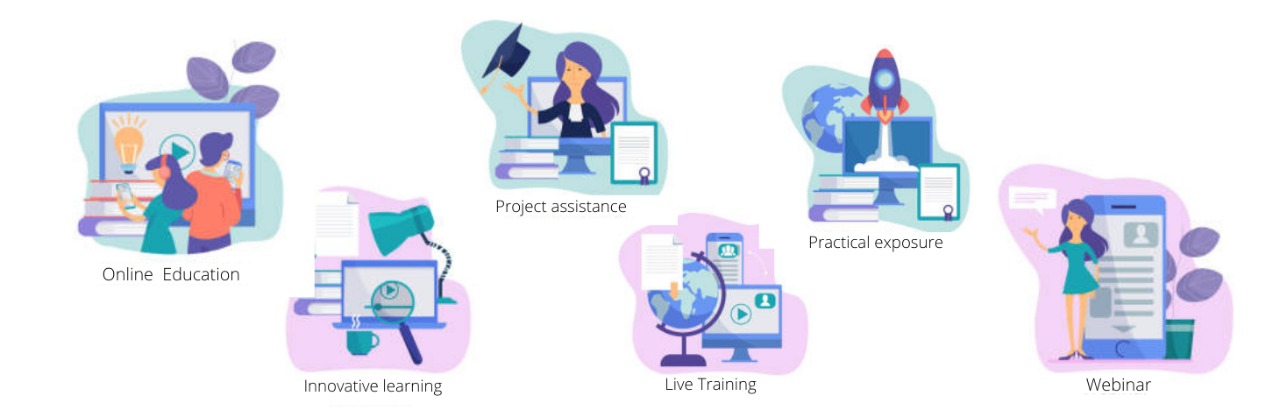 Online Education
Innovative learning
Project assistance
Live Training
Practical exposure
Webinar